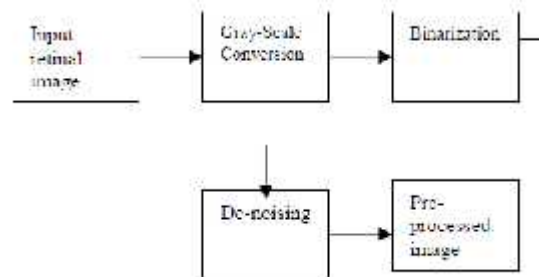 Input
retinal
image
Gray-Scale
Conversion
Binarization
De-noising
Pre-
processed
image